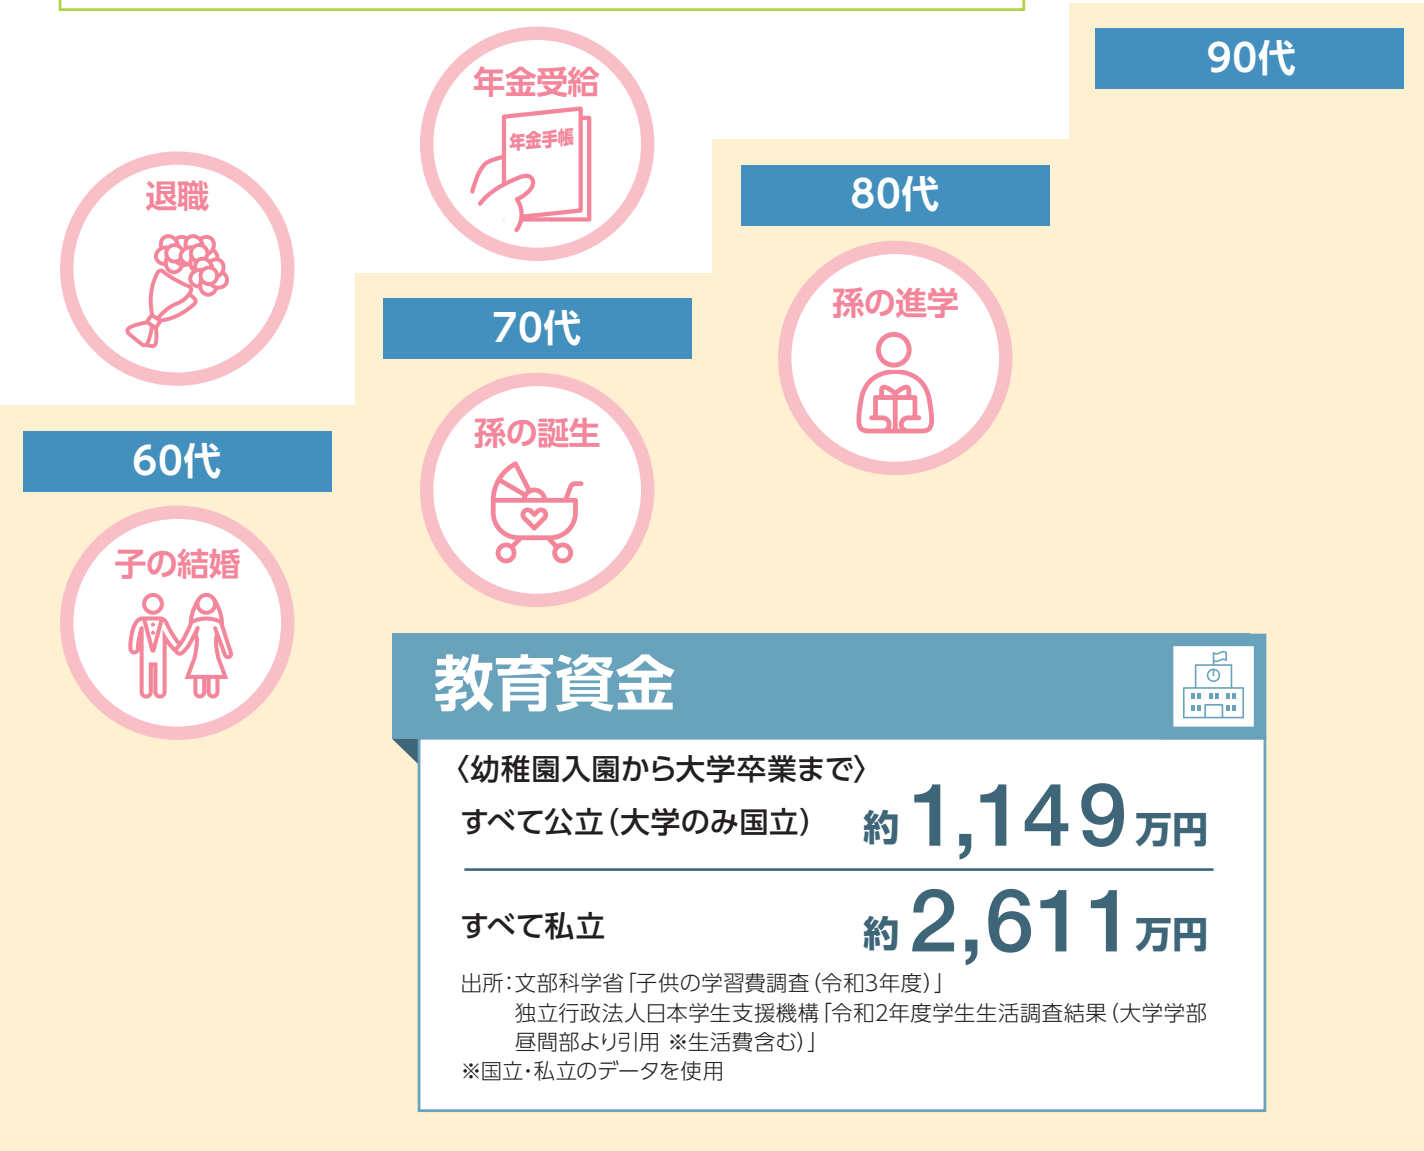 90代
年金受給
年金手帳
80代
退職
孫の進学
70代
孫の誕生
60代
子の結婚
教育資金
〈幼稚園入園から大学卒業まで〉
すべて公立(大学のみ国立) 約1,149万円
すべて私立 約2,611万円
出所:文部科学省「子供の学習費調査(令和3年度)」
独立行政法人日本学生支援機構「令和2年度学生生活調査結果(大学学部
昼間部より引用 ※生活費含む)」
※国立・私立のデータを使用